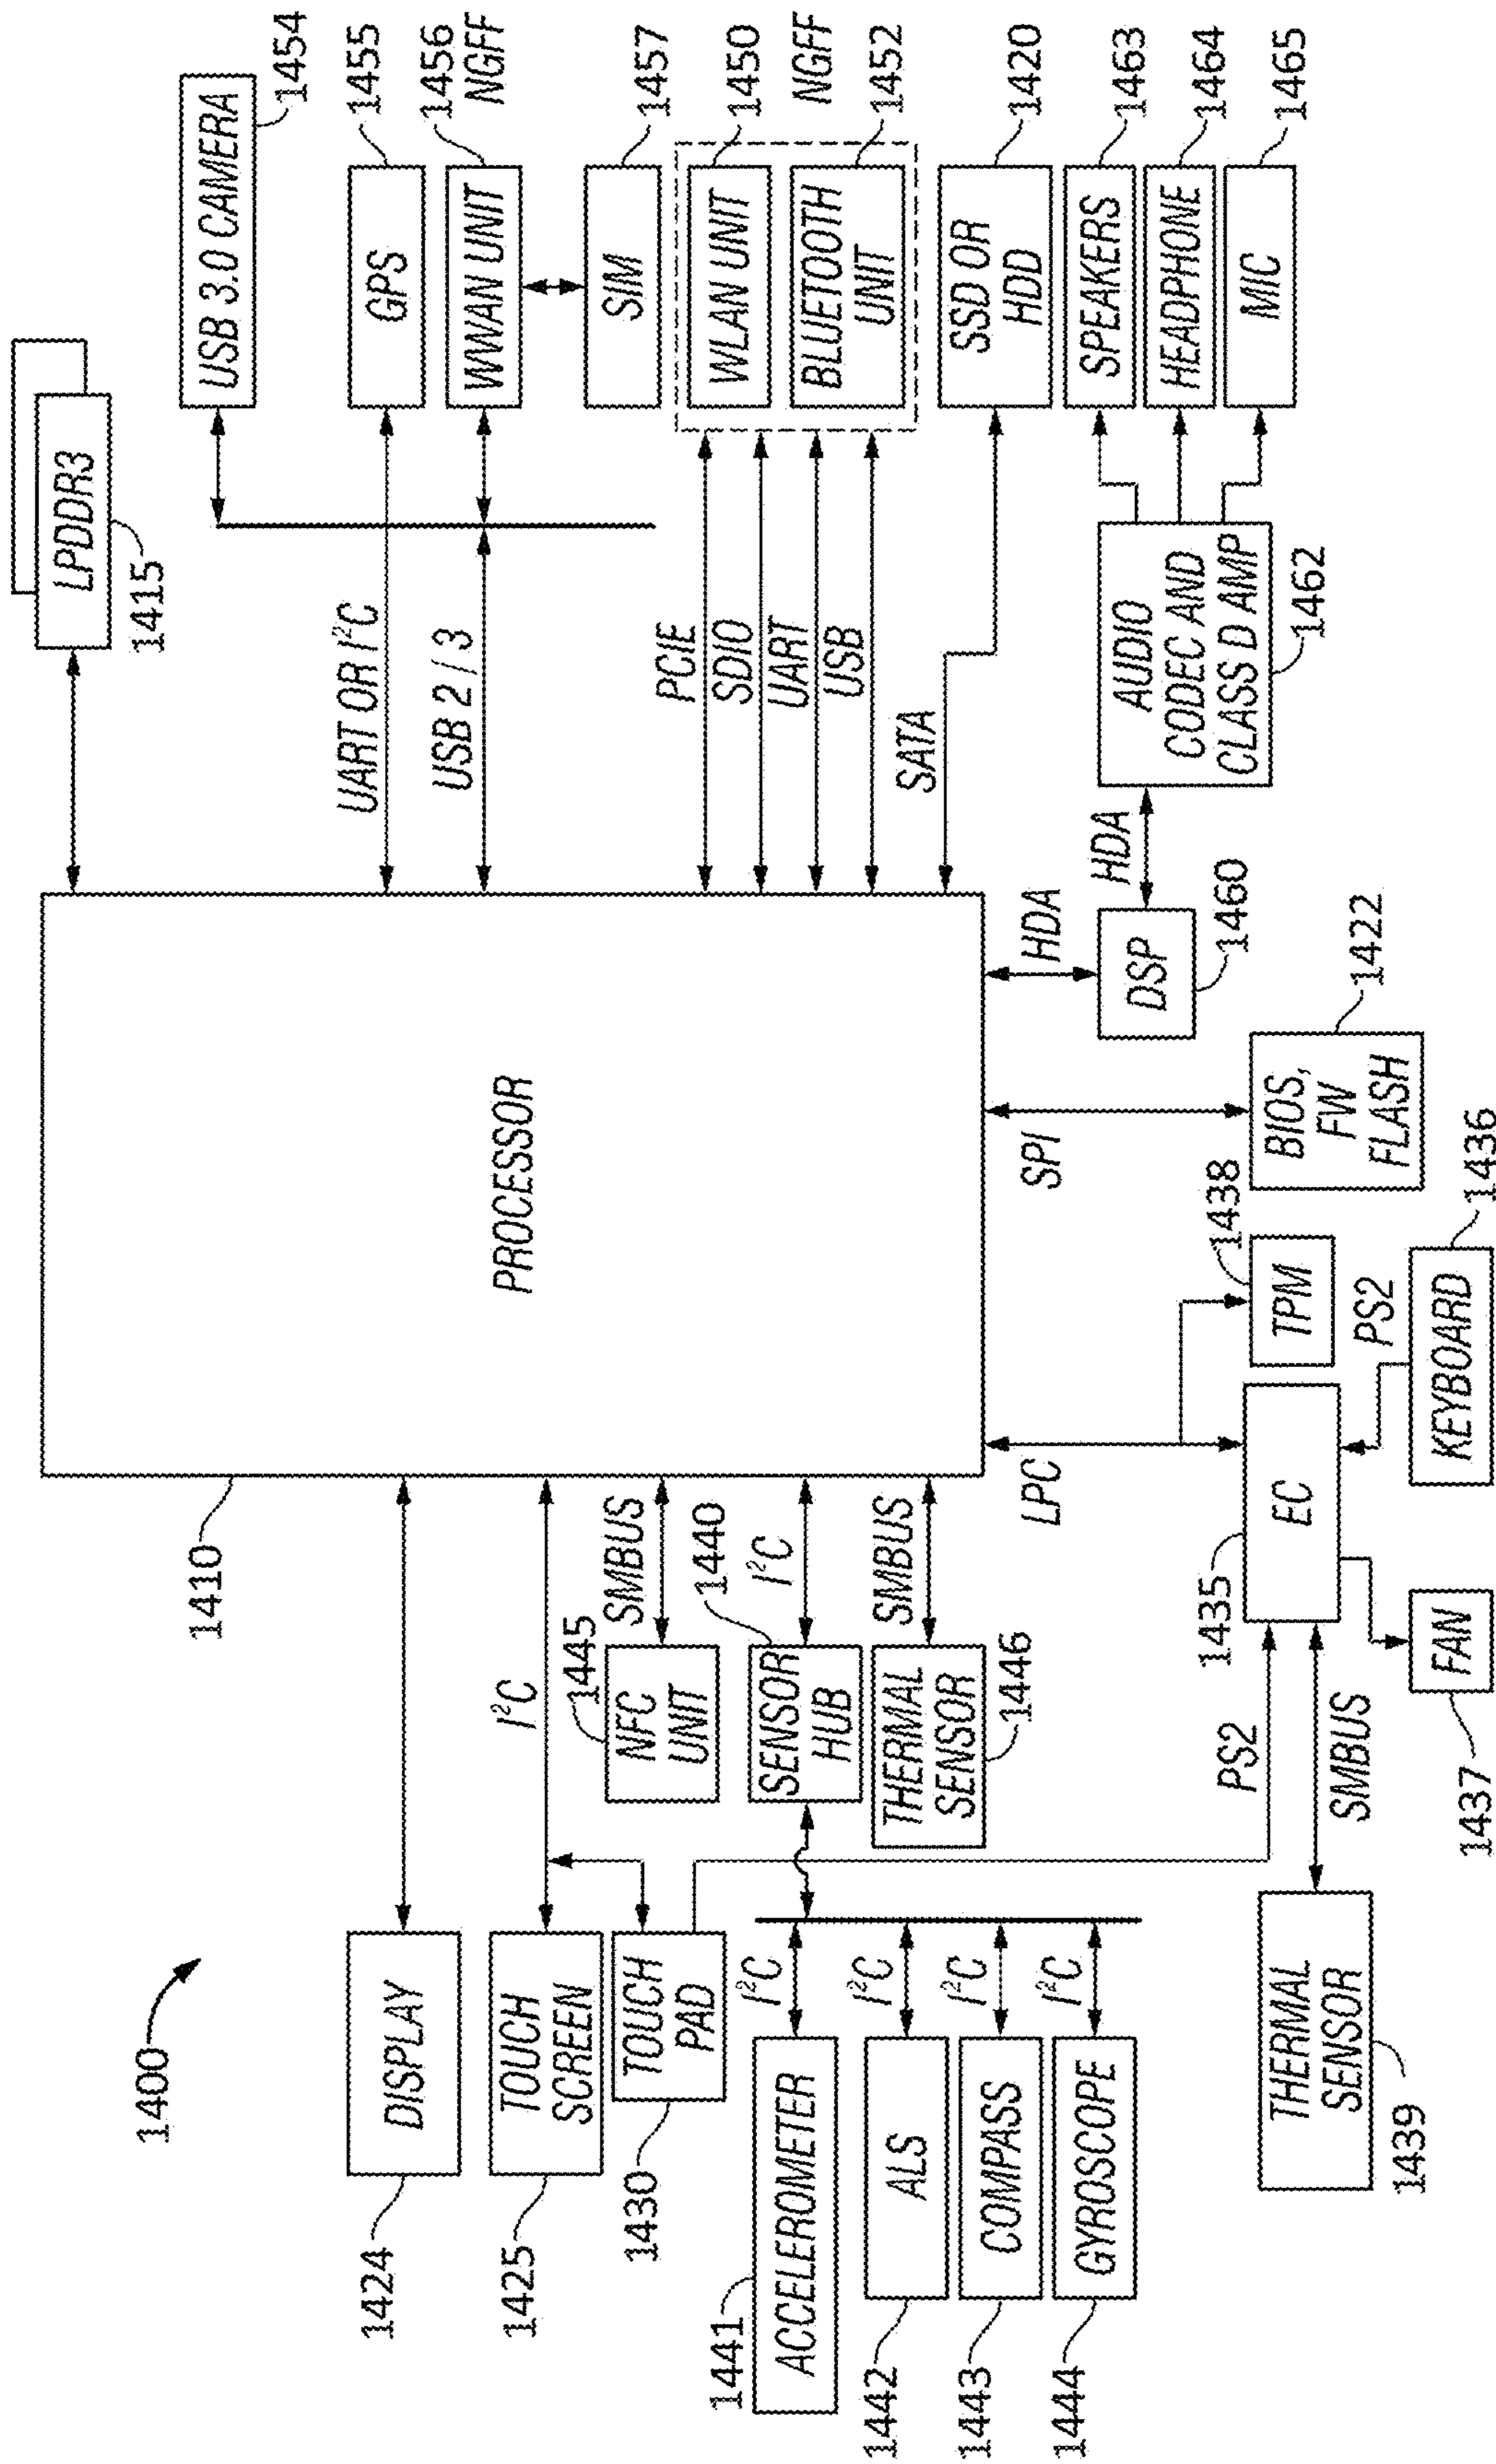 1400
LPDDR3
1415
1410
PROCESSOR
USB 3.0 CAMERA
1454
DISPLAY
1424
UART OR I²C
GPS
1455
USB 2 / 3
WWAN UNIT
1456
NGFF
SIM
1457
I²C
TOUCH
SCREEN
1425
TOUCH
PAD
1430
SMBUS
1445
NFC
UNIT
1440
I²C
SENSOR
HUB
SMBUS
THERMAL
SENSOR
1446
PCIE
SDIO
UART
USB
WLAN UNIT
1450
NGFF
BLUETOOTH
UNIT
1452
SATA
SSD OR
HDD
1420
1441
ACCELEROMETER
I²C
ALS
1442
I²C
COMPASS
1443
I²C
GYROSCOPE
1444
I²C
LPC
SPI
HDA
DSP
1460
HDA
AUDIO
CODEC AND
CLASS D AMP
1462
SPEAKERS
1463
HEADPHONE
1464
MIC
1465
PS2
1435
EC
TPM
1438
BIOS,
FW
FLASH
1422
THERMAL
SENSOR
1439
SMBUS
PS2
FAN
1437
KEYBOARD
1436